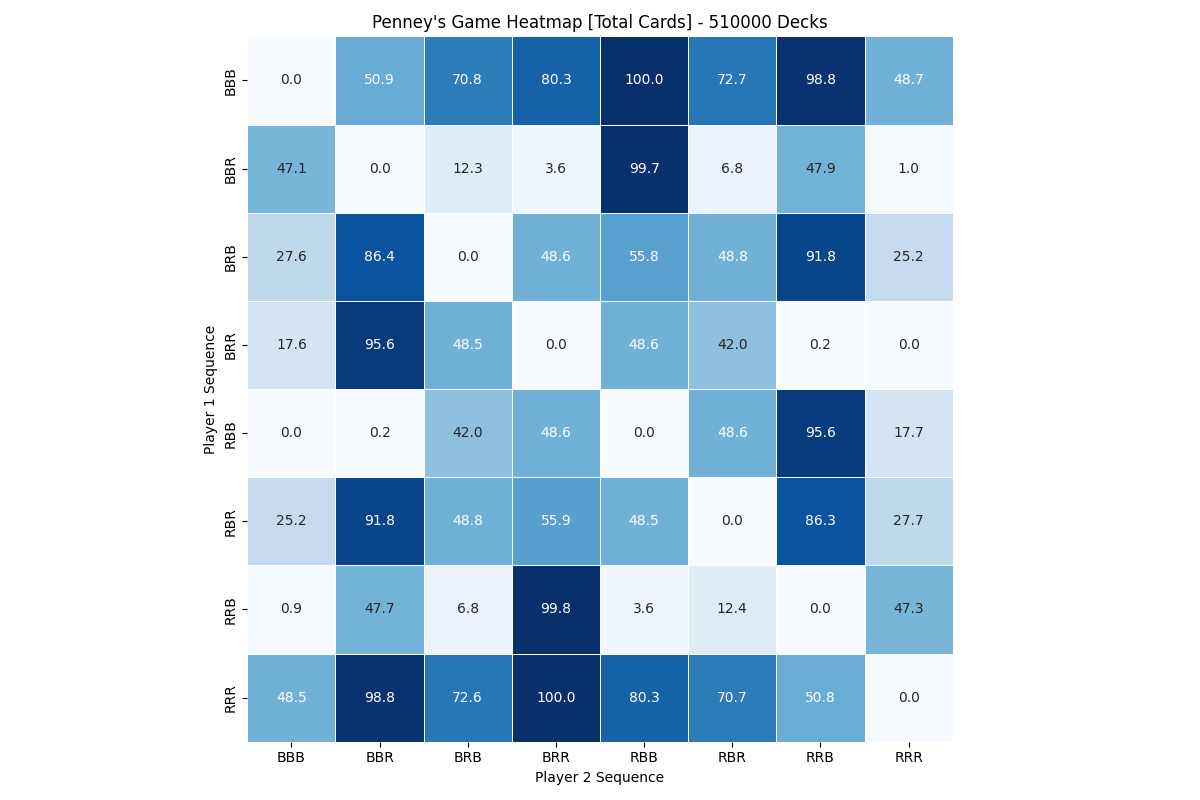 Penney's Game Heatmap [Total Cards] - 510000 Decks
Player 1 Sequence
BBB 0.0 50.9 70.8 80.3 100.0 72.7 98.8 48.7
BBR 47.1 0.0 12.3 3.6 99.7 6.8 47.9 1.0
BRB 27.6 86.4 0.0 48.6 55.8 48.8 91.8 25.2
BRR 17.6 95.6 48.5 0.0 48.6 42.0 0.2 0.0
RBB 0.0 0.2 42.0 48.6 0.0 48.6 95.6 17.7
RBR 25.2 91.8 48.8 55.9 48.5 0.0 86.3 27.7
RRB 0.9 47.7 6.8 99.8 3.6 12.4 0.0 47.3
RRR 48.5 98.8 72.6 100.0 80.3 70.7 50.8 0.0
BBB BBR BRB BRR RBB RBR RRB RRR
Player 2 Sequence